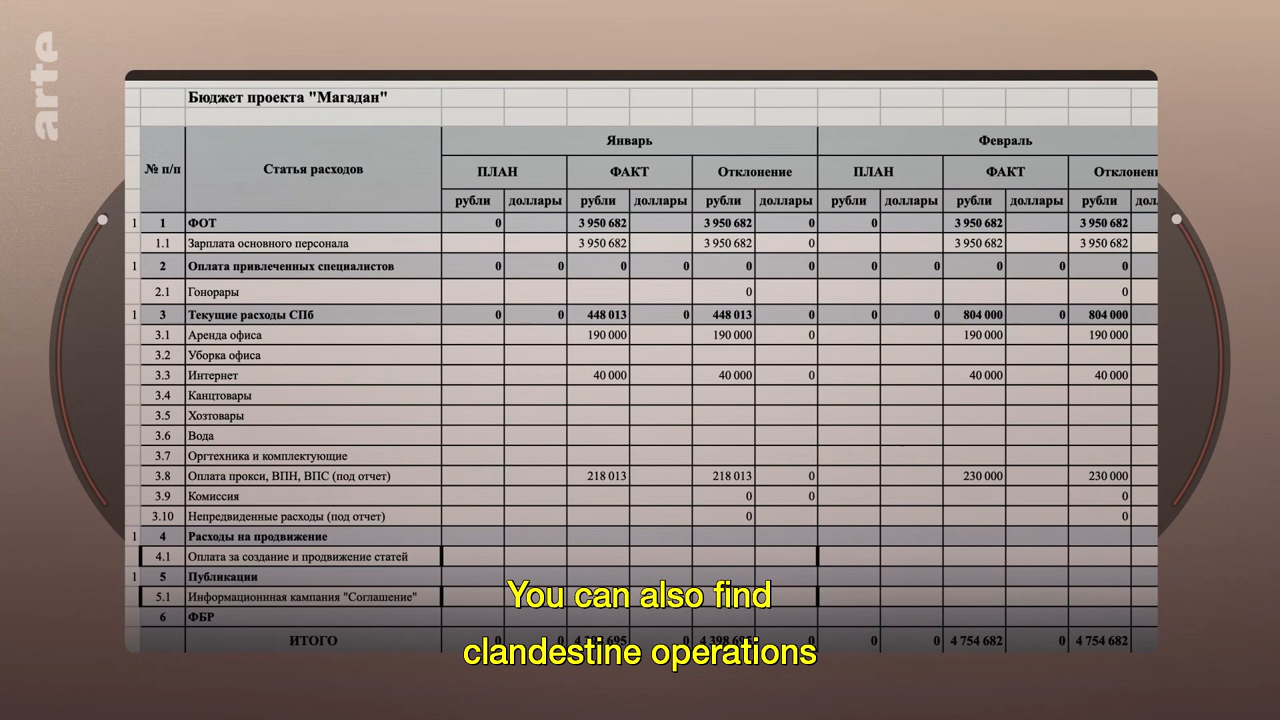 arte
Бюджет проекта "Магадан"
№ п/п Статья расходов Январь Февраль
ПЛАН ФАКТ Отклонение ПЛАН ФАКТ
рубли доллары рубли доллары рубли доллары рубли доллары рубли доллары рубли
1 1 ФОТ 0 3 950 682 3 950 682 0 0 3 950 682 3 950 682
1.1 Зарплата основного персонала 3 950 682 3 950 682 0 3 950 682 3 950 682
1 2 Оплата привлеченных специалистов 0 0 0 0 0 0 0 0 0 0 0
2.1 Гонорары 0 0
1 3 Текущие расходы СПб 0 0 448 013 0 448 013 0 0 0 804 000 0 804 000
3.1 Аренда офиса 190 000 190 000 0 190 000 190 000
3.2 Уборка офиса
3.3 Интернет 40 000 40 000 0 40 000 40 000
3.4 Канцтовары
3.5 Хозтовары
3.6 Вода
3.7 Оргтехника и комплектующие
3.8 Оплата прокси, ВПН, ВПС (под отчет) 218 013 218 013 0 230 000 230 000
3.9 Комиссия 0 0 0
3.10 Непредвиденные расходы (под отчет) 0 0
1 4 Расходы на продвижение
4.1 Оплата за создание и продвижение статей
1 5 Публикации
5.1 Информационнная кампания "Соглашение"
6 ФБР
ИТОГО 0 0 0 0 0 4 754 682 0 4 754 682
You can also find
clandestine operations